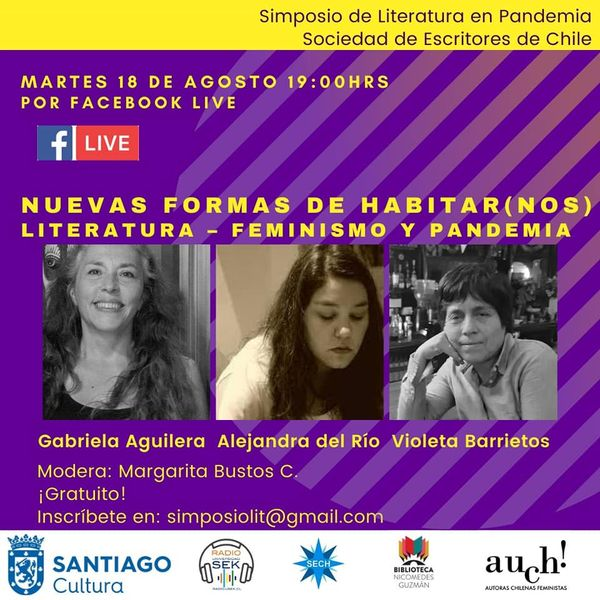 Simposio de Literatura en Pandemia
Sociedad de Escritores de Chile
MARTES 18 DE AGOSTO 19:00HRS
POR FACEBOOK LIVE
f LIVE
NUEVAS FORMAS DE HABITAR(NOS)
LITERATURA – FEMINISMO Y PANDEMIA
Gabriela Aguilera Alejandra del Río Violeta Barrietos
Modera: Margarita Bustos C.
¡Gratuito!
Inscríbete en: simposiolit@gmail.com
SANTIAGO
Cultura
RADIO
UNIVERSIDAD
SEK
SECH
BIBLIOTECA
NICOMEDES
GUZMÁN
auch!
AUTORAS CHILENAS FEMINISTAS